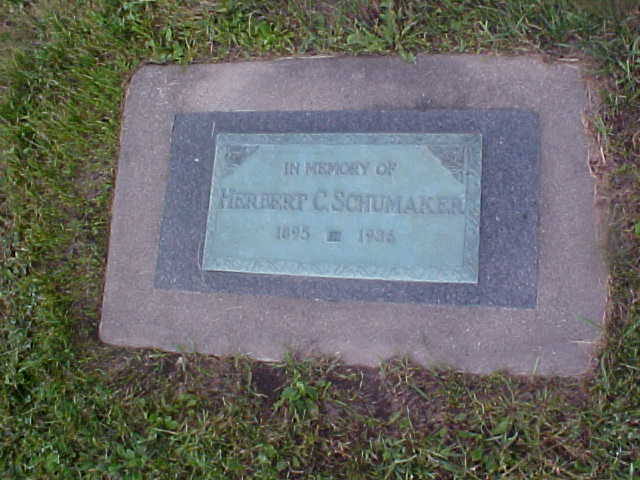 IN MEMORY OF
HERBERT C. SCHUMAKER
1895 1936